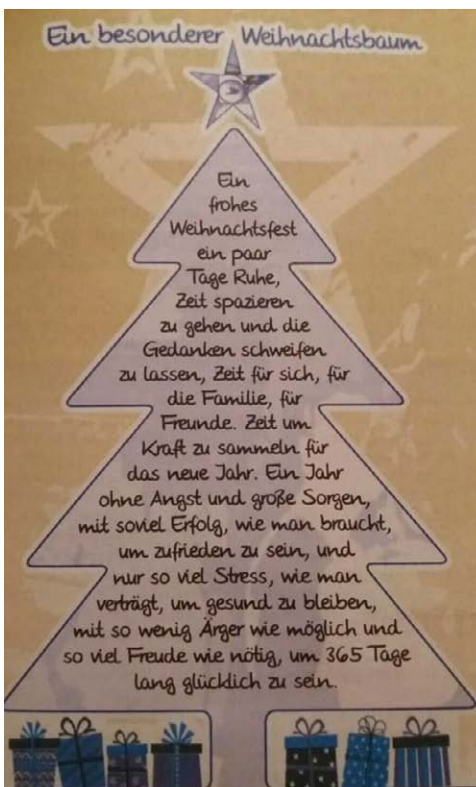 Ein besonderer Weihnachtsbaum
Ein
frohes
Weihnachtsfest
ein paar
Tage Ruhe,
Zeit spazieren
zu gehen und die
Gedanken schweifen
zu lassen, Zeit für sich, für
die Familie, für
Freunde. Zeit um
Kraft zu sammeln für
das neue Jahr. Ein Jahr
ohne Angst und große Sorgen,
mit soviel Erfolg, wie man braucht,
um zufrieden zu sein, und
nur so viel Stress, wie man
verträgt, um gesund zu bleiben,
mit so wenig Ärger wie möglich und
so viel Freude wie nötig, um 365 Tage
lang glücklich zu sein.